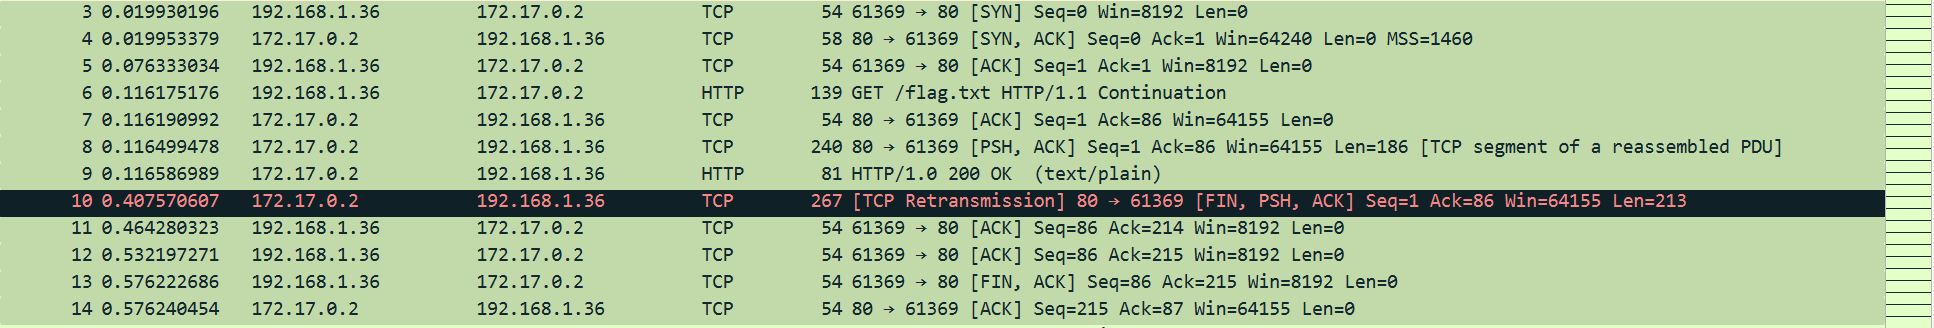 3 0.019930196 192.168.1.36 172.17.0.2 TCP 54 61369 → 80 [SYN] Seq=0 Win=8192 Len=0
4 0.019953379 172.17.0.2 192.168.1.36 TCP 58 80 → 61369 [SYN, ACK] Seq=0 Ack=1 Win=64240 Len=0 MSS=1460
5 0.076333034 192.168.1.36 172.17.0.2 TCP 54 61369 → 80 [ACK] Seq=1 Ack=1 Win=8192 Len=0
6 0.116175176 192.168.1.36 172.17.0.2 HTTP 139 GET /flag.txt HTTP/1.1 Continuation
7 0.116190992 172.17.0.2 192.168.1.36 TCP 54 80 → 61369 [ACK] Seq=1 Ack=86 Win=64155 Len=0
8 0.116499478 172.17.0.2 192.168.1.36 TCP 240 80 → 61369 [PSH, ACK] Seq=1 Ack=86 Win=64155 Len=186 [TCP segment of a reassembled PDU]
9 0.116586989 172.17.0.2 192.168.1.36 HTTP 81 HTTP/1.0 200 OK (text/plain)
10 0.407570607 172.17.0.2 192.168.1.36 TCP 267 [TCP Retransmission] 80 → 61369 [FIN, PSH, ACK] Seq=1 Ack=86 Win=64155 Len=213
11 0.464280323 192.168.1.36 172.17.0.2 TCP 54 61369 → 80 [ACK] Seq=86 Ack=214 Win=8192 Len=0
12 0.532197271 192.168.1.36 172.17.0.2 TCP 54 61369 → 80 [ACK] Seq=86 Ack=215 Win=8192 Len=0
13 0.576222686 192.168.1.36 172.17.0.2 TCP 54 61369 → 80 [FIN, ACK] Seq=86 Ack=215 Win=8192 Len=0
14 0.576240454 172.17.0.2 192.168.1.36 TCP 54 80 → 61369 [ACK] Seq=215 Ack=87 Win=64155 Len=0